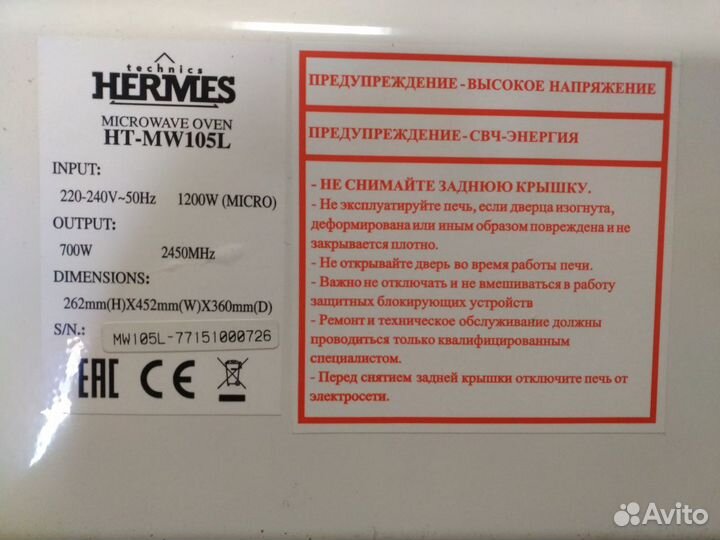 technics
HERMES
MICROWAVE OVEN
HT-MW105L
INPUT:
220-240V~50Hz 1200W (MICRO)
OUTPUT:
700W 2450MHz
DIMENSIONS:
262mm(H)X452mm(W)X360mm(D)
S/N.: MW105L-77151000726
EAC CE
ПРЕДУПРЕЖДЕНИЕ - ВЫСОКОЕ НАПРЯЖЕНИЕ
ПРЕДУПРЕЖДЕНИЕ - СВЧ-ЭНЕРГИЯ
- НЕ СНИМАЙТЕ ЗАДНЮЮ КРЫШКУ.
- Не эксплуатируйте печь, если дверца изогнута,
деформирована или иным образом повреждена и не
закрывается плотно.
- Не открывайте дверь во время работы печи.
- Важно не отключать и не вмешиваться в работу
защитных блокирующих устройств
- Ремонт и техническое обслуживание должны
проводиться только квалифицированным
специалистом.
- Перед снятием задней крышки отключите печь от
электросети.
Avito